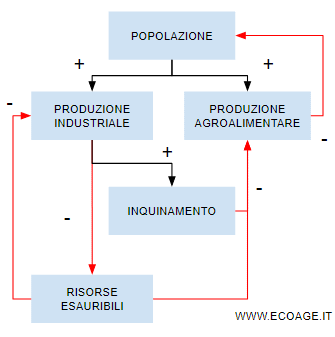 POPOLAZIONE
+
+
-
PRODUZIONE
INDUSTRIALE
PRODUZIONE
AGROALIMENTARE
-
+
-
INQUINAMENTO
-
RISORSE
ESAURIBILI
WWW.ECOAGE.IT